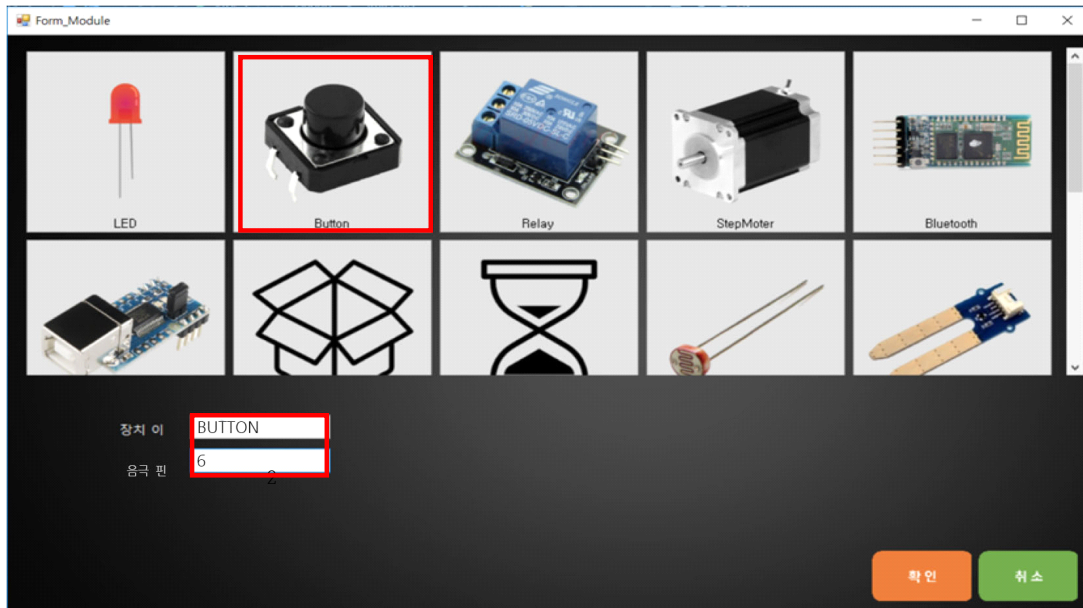 Form_Module
LED
Button
Relay
StepMoter
Bluetooth
장치 이
BUTTON
음극 핀
6
2
확 인
취 소